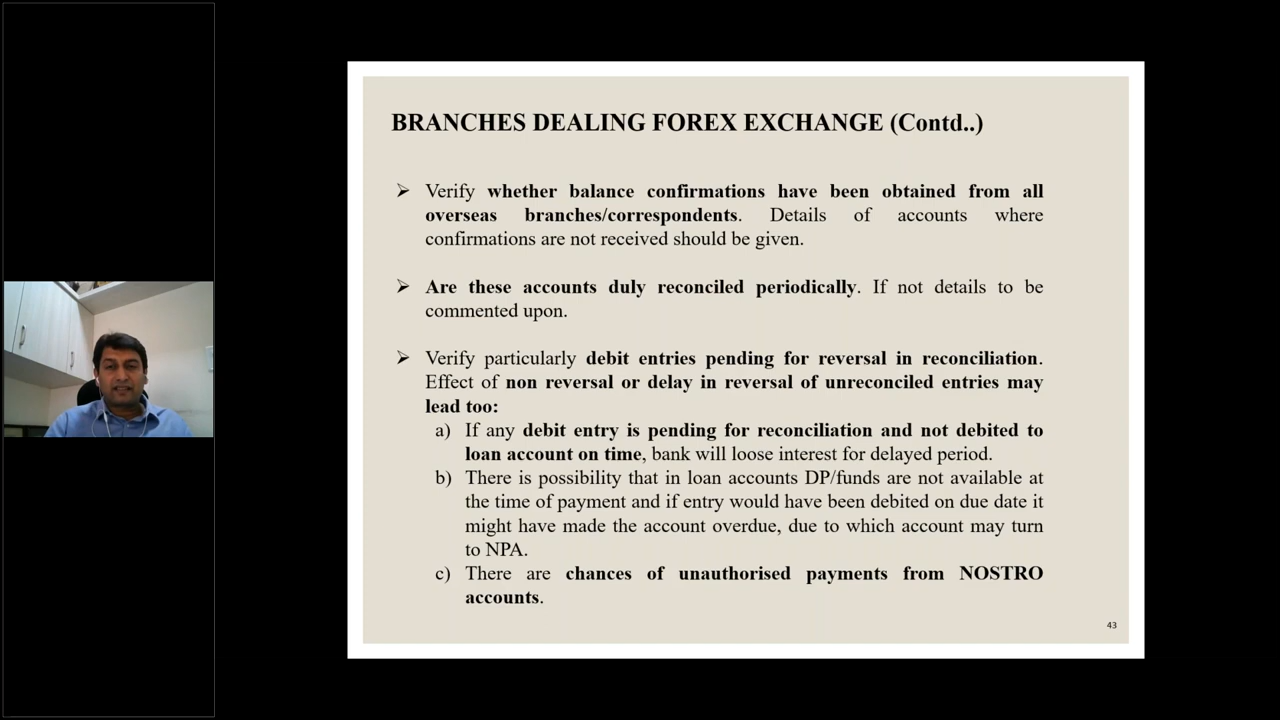 BRANCHES DEALING FOREX EXCHANGE (Contd..)
➢ Verify whether balance confirmations have been obtained from all
overseas branches/correspondents. Details of accounts where
confirmations are not received should be given.
➢ Are these accounts duly reconciled periodically. If not details to be
commented upon.
➢ Verify particularly debit entries pending for reversal in reconciliation.
Effect of non reversal or delay in reversal of unreconciled entries may
lead too:
a) If any debit entry is pending for reconciliation and not debited to
loan account on time, bank will loose interest for delayed period.
b) There is possibility that in loan accounts DP/funds are not available at
the time of payment and if entry would have been debited on due date it
might have made the account overdue, due to which account may turn
to NPA.
c) There are chances of unauthorised payments from NOSTRO
accounts.
43